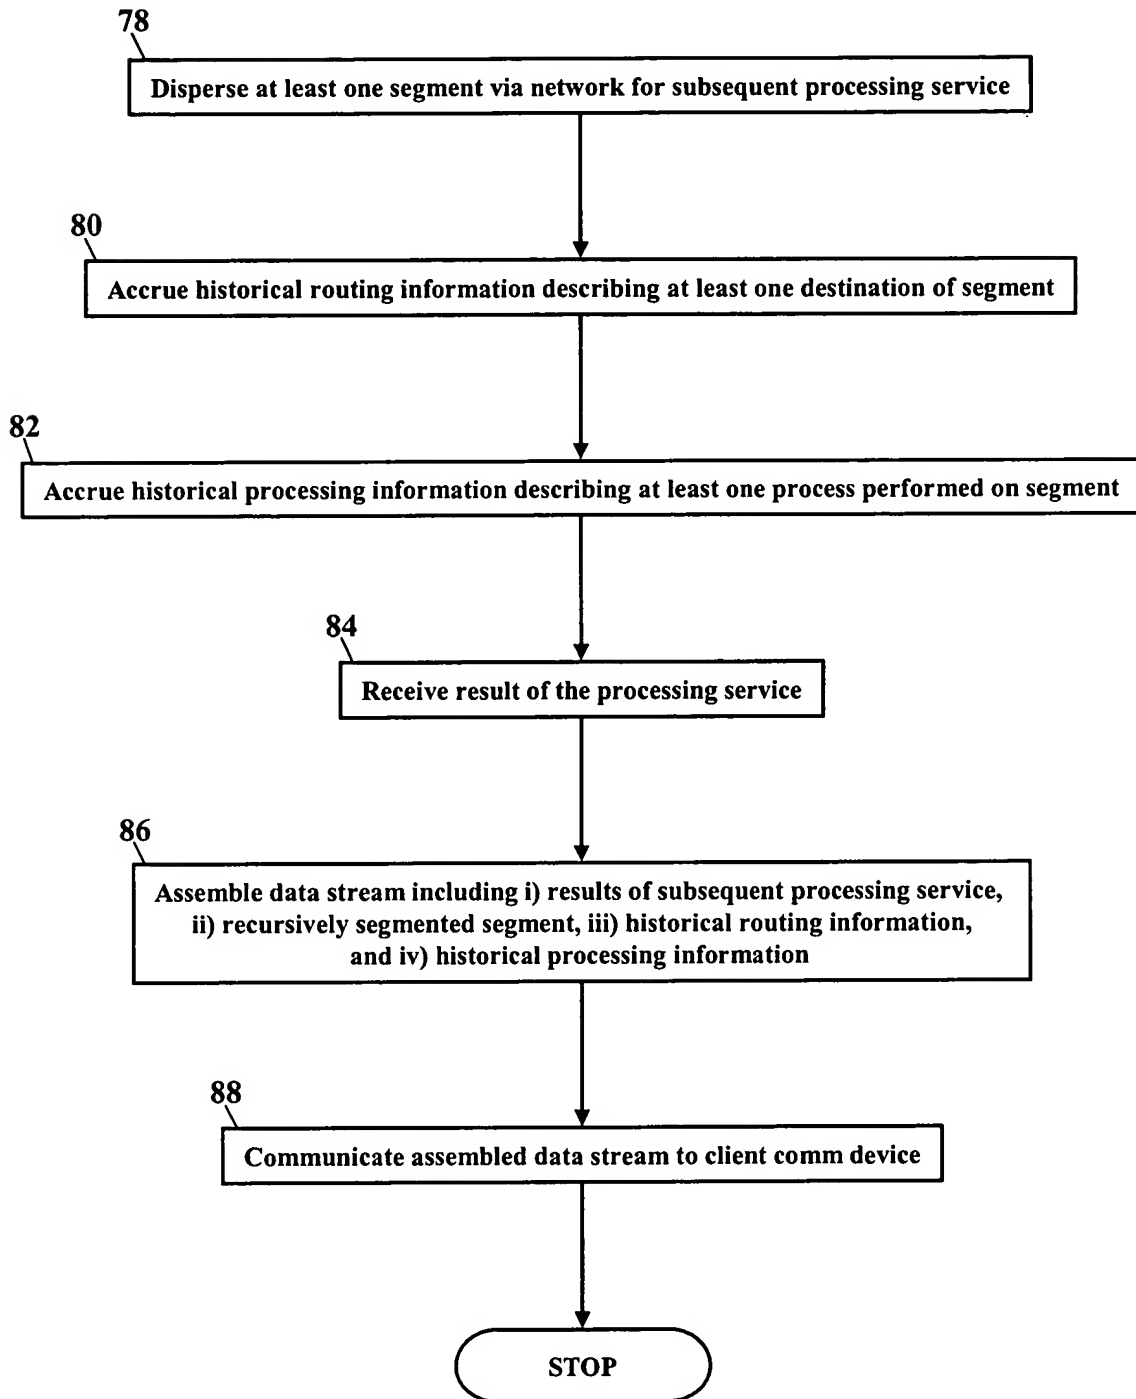 78
Disperse at least one segment via network for subsequent processing service
80
Accrue historical routing information describing at least one destination of segment
82
Accrue historical processing information describing at least one process performed on segment
84
Receive result of the processing service
86
Assemble data stream including i) results of subsequent processing service,
ii) recursively segmented segment, iii) historical routing information,
and iv) historical processing information
88
Communicate assembled data stream to client comm device
STOP